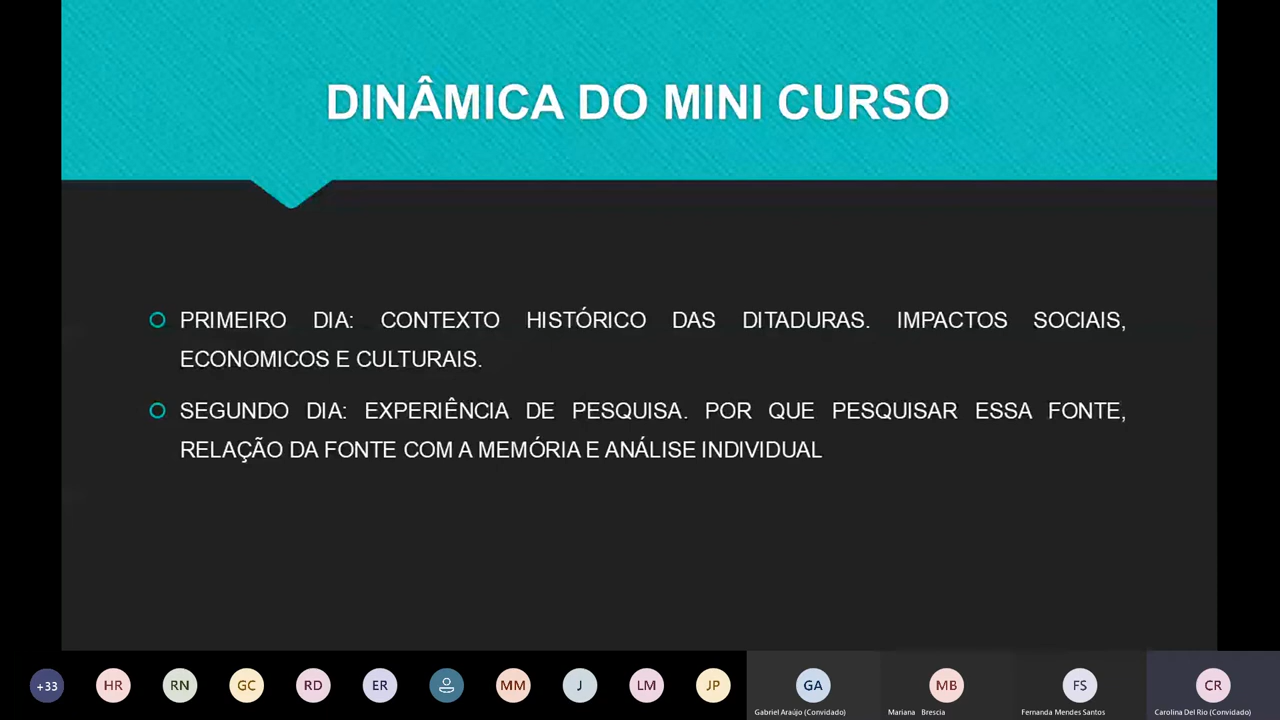 DINÂMICA DO MINI CURSO
PRIMEIRO DIA: CONTEXTO HISTÓRICO DAS DITADURAS. IMPACTOS SOCIAIS,
ECONOMICOS E CULTURAIS.
SEGUNDO DIA: EXPERIÊNCIA DE PESQUISA. POR QUE PESQUISAR ESSA FONTE,
RELAÇÃO DA FONTE COM A MEMÓRIA E ANÁLISE INDIVIDUAL
+33 HR RN GC RD ER MM J LM JP GA MB FS CR
Gabriel Araújo (Convidado) Mariana Brescia Fernanda Mendes Santos Carolina Del Rio (Convidado)